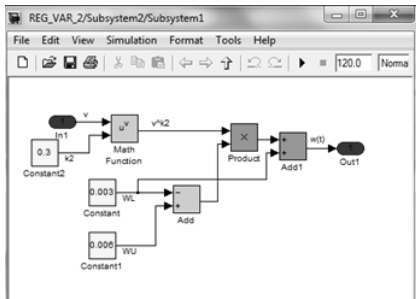 REG_VAR_2/Subsystem2/Subsystem1
File Edit View Simulation Format Tools Help
120.0 Norma
1 v
In1
u^v
v^k2
Math
Function
0.3
k2
Constant2
×
Product
+
+
Add1
w(t)
1
Out1
0.003
WL
Constant
−
+
Add
0.006
WU
Constant1